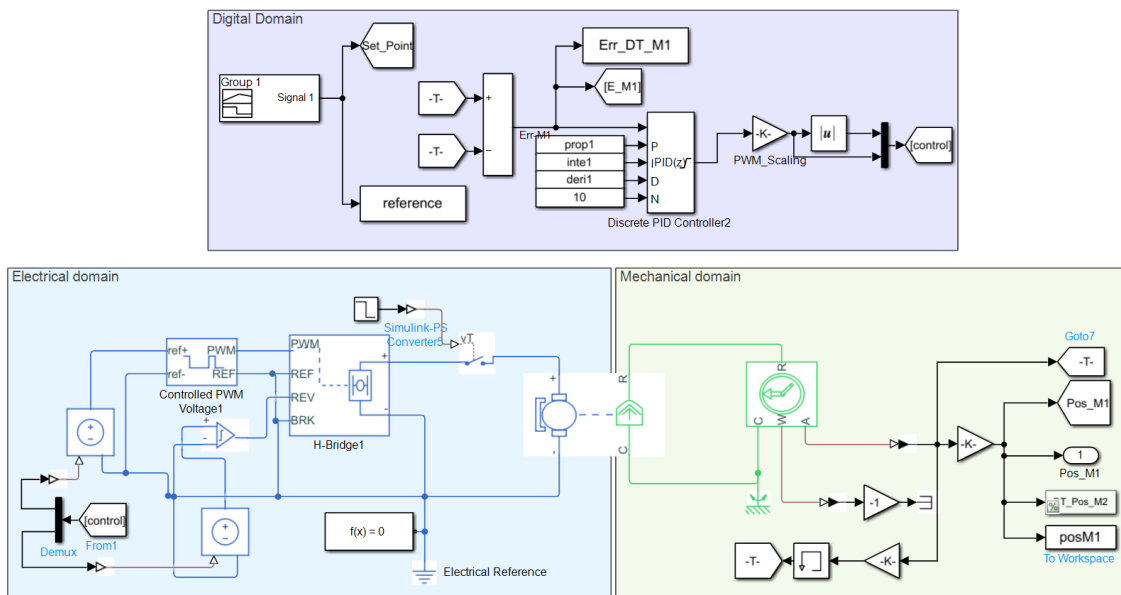 Digital Domain
Group 1
Signal 1
Set_Point
reference
-T-
-T-
+
−
Err_M1
Err_DT_M1
[E_M1]
prop1
inte1
deri1
10
P
I
D
N
PID(z)
Discrete PID Controller2
-K-
PWM_Scaling
|u|
[control]
Electrical domain
ref+
ref-
PWM
REF
Controlled PWM
Voltage1
PWM
REF
REV
BRK
+
-
H-Bridge1
Simulink-PS
Converter5
vT
+
-
+
-
+
-
+
-
[control]
Demux
From1
f(x) = 0
Electrical Reference
Mechanical domain
R
C
R
C
W
A
Goto7
-T-
Pos_M1
-K-
1
Pos_M1
T_Pos_M2
posM1
To Workspace
-1
-K-
-T-